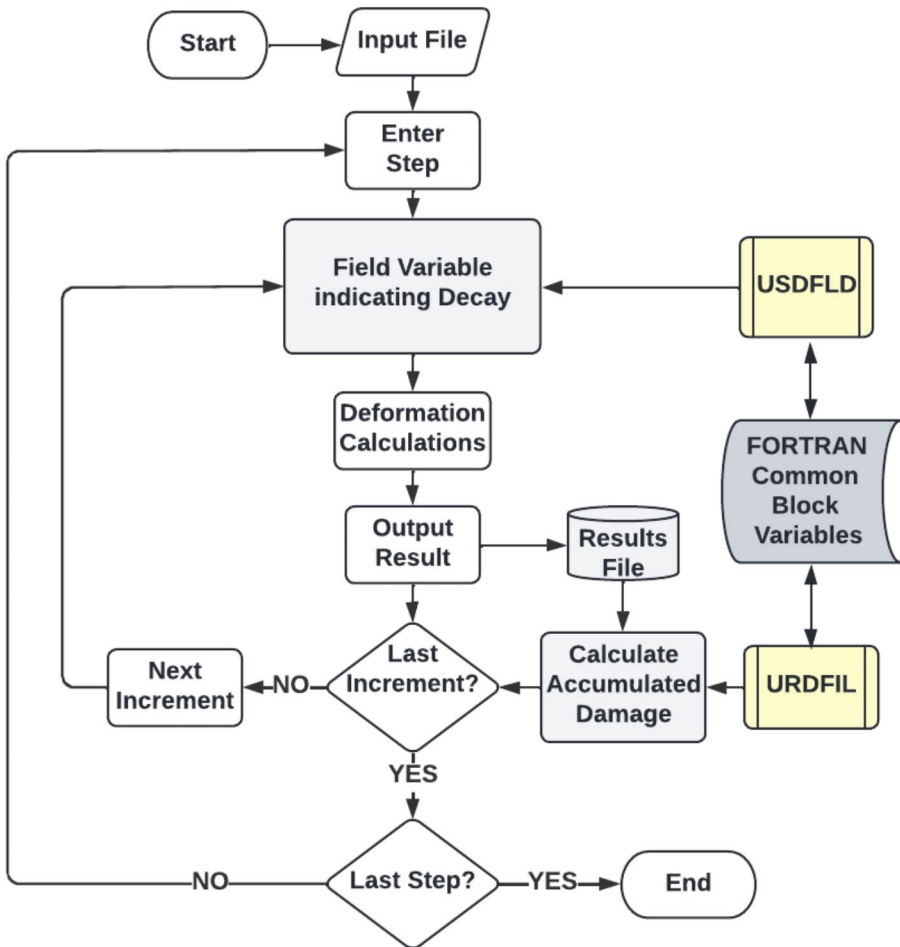 Start
Input File
Enter
Step
Field Variable
indicating Decay
USDFLD
Deformation
Calculations
FORTRAN
Common
Block
Variables
Output
Result
Results
File
Last
Increment?
NO
Next
Increment
Calculate
Accumulated
Damage
URDFIL
YES
Last Step?
NO
YES
End